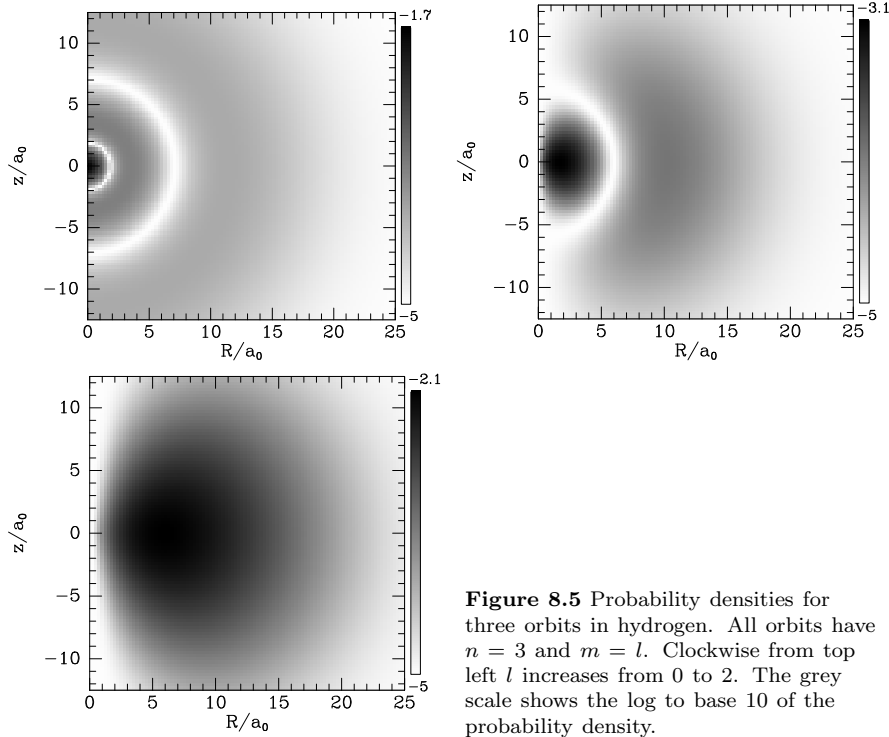 −1.7
10
5
0
−5
−10
z/a₀
0 5 10 15 20 25
R/a₀
−5
−3.1
10
5
0
−5
−10
z/a₀
0 5 10 15 20 25
R/a₀
−5
−2.1
10
5
0
−5
−10
z/a₀
0 5 10 15 20 25
R/a₀
−5
Figure 8.5 Probability densities for
three orbits in hydrogen. All orbits have
n = 3 and m = l. Clockwise from top
left l increases from 0 to 2. The grey
scale shows the log to base 10 of the
probability density.